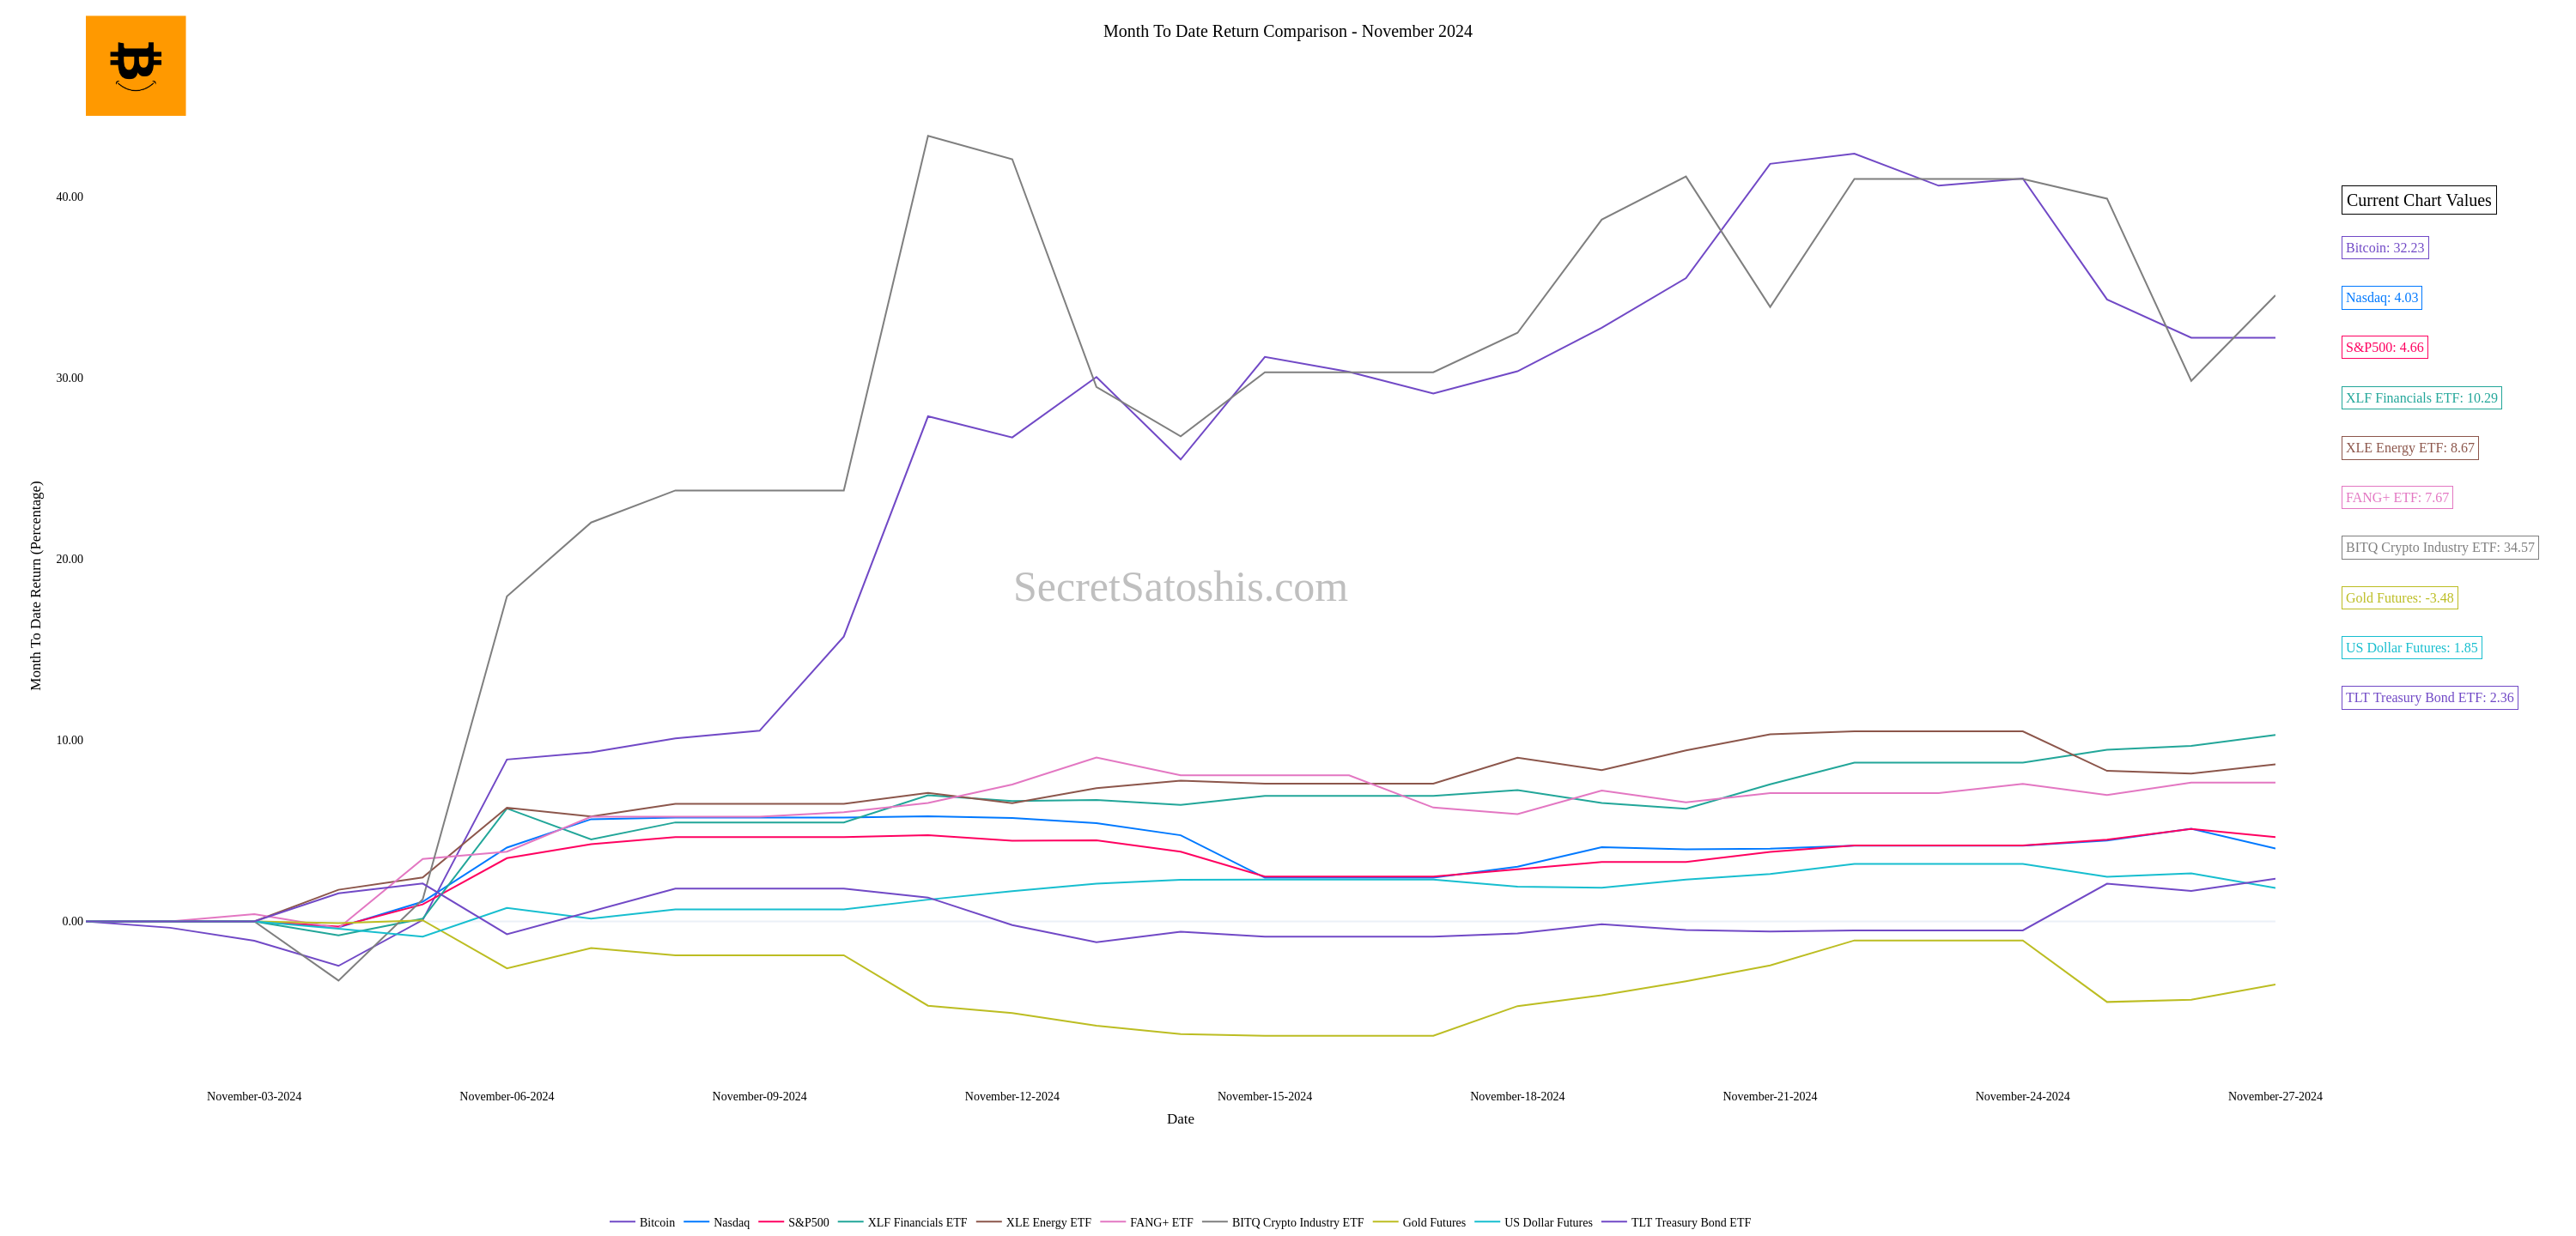 Month To Date Return Comparison - November 2024
40.00
30.00
20.00
10.00
0.00
Month To Date Return (Percentage)
SecretSatoshis.com
Current Chart Values
Bitcoin: 32.23
Nasdaq: 4.03
S&P500: 4.66
XLF Financials ETF: 10.29
XLE Energy ETF: 8.67
FANG+ ETF: 7.67
BITQ Crypto Industry ETF: 34.57
Gold Futures: -3.48
US Dollar Futures: 1.85
TLT Treasury Bond ETF: 2.36
November-03-2024 November-06-2024 November-09-2024 November-12-2024 November-15-2024 November-18-2024 November-21-2024 November-24-2024 November-27-2024
Date
Bitcoin Nasdaq S&P500 XLF Financials ETF XLE Energy ETF FANG+ ETF BITQ Crypto Industry ETF Gold Futures US Dollar Futures TLT Treasury Bond ETF